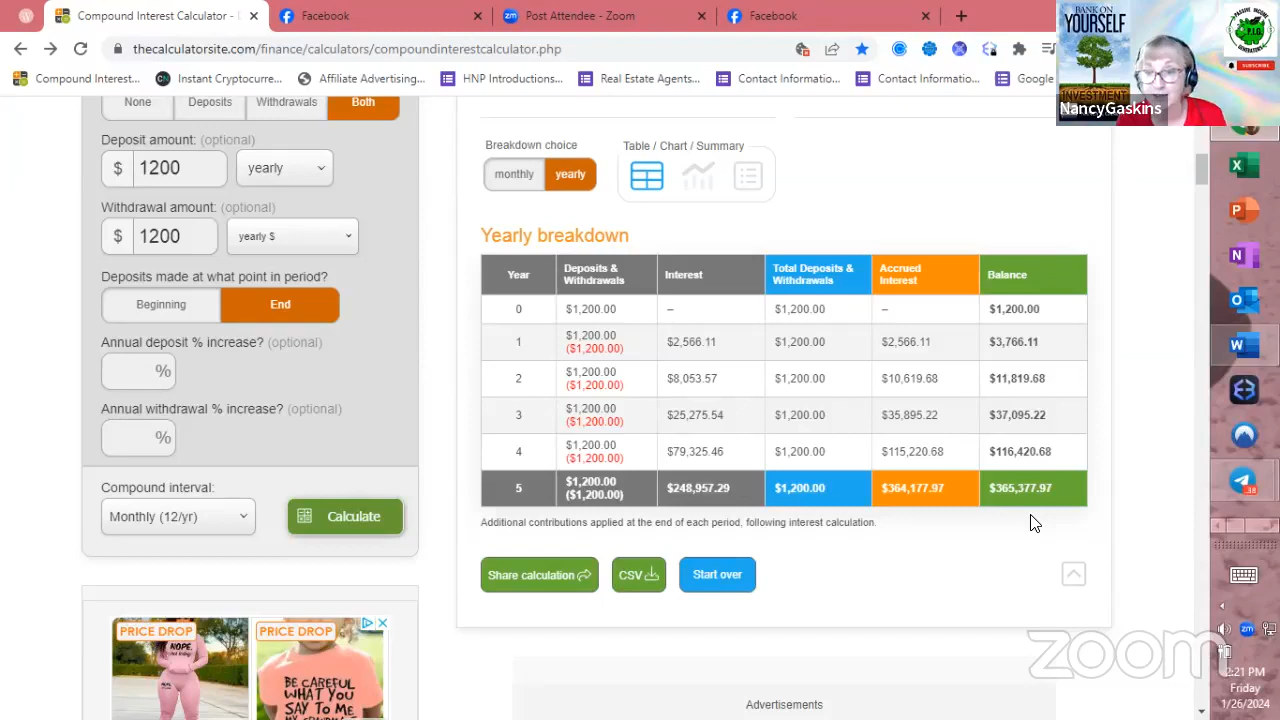 Compound Interest Calculator - D
Facebook
Post Attendee - Zoom
Facebook
thecalculatorsite.com/finance/calculators/compoundinterestcalculator.php
Compound Interest...
Instant Cryptocurre...
Affiliate Advertising...
HNP Introductions...
Real Estate Agents...
Contact Informatio...
Contact Informatio...
Google
BANK ON
YOURSELF
INVESTMENT
PASSIVE INCOME
P.I.G.
GENERATORS
SUBSCRIBE
NancyGaskins
None
Deposits
Withdrawals
Both
Deposit amount: (optional)
$ 1200 yearly
Withdrawal amount: (optional)
$ 1200 yearly $
Deposits made at what point in period?
Beginning End
Annual deposit % increase? (optional)
%
Annual withdrawal % increase? (optional)
%
Compound interval:
Monthly (12/yr) Calculate
Breakdown choice
monthly yearly
Table / Chart / Summary
Yearly breakdown
Year Deposits & Withdrawals Interest Total Deposits & Withdrawals Accrued Interest Balance
0 $1,200.00 – $1,200.00 – $1,200.00
1 $1,200.00 ($1,200.00) $2,566.11 $1,200.00 $2,566.11 $3,766.11
2 $1,200.00 ($1,200.00) $8,053.57 $1,200.00 $10,619.68 $11,819.68
3 $1,200.00 ($1,200.00) $25,275.54 $1,200.00 $35,895.22 $37,095.22
4 $1,200.00 ($1,200.00) $79,325.46 $1,200.00 $115,220.68 $116,420.68
5 $1,200.00 ($1,200.00) $248,957.29 $1,200.00 $364,177.97 $365,377.97
Additional contributions applied at the end of each period, following interest calculation.
Share calculation
CSV
Start over
PRICE DROP
NOPE.
PRICE DROP
BE CAREFUL
WHAT YOU
SAY TO ME
Advertisements
zoom
2:21 PM
Friday
1/26/2024